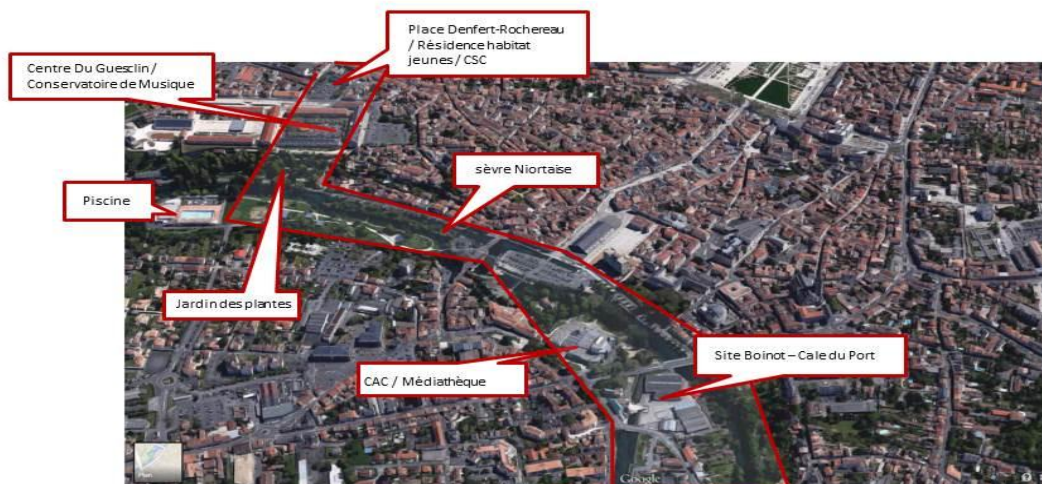 Place Denfert-Rochereau
/ Résidence habitat
jeunes / CSC
Centre Du Guesclin /
Conservatoire de Musique
sèvre Niortaise
Piscine
Jardin des plantes
Site Boinot – Cale du Port
CAC / Médiathèque
Plan
Google